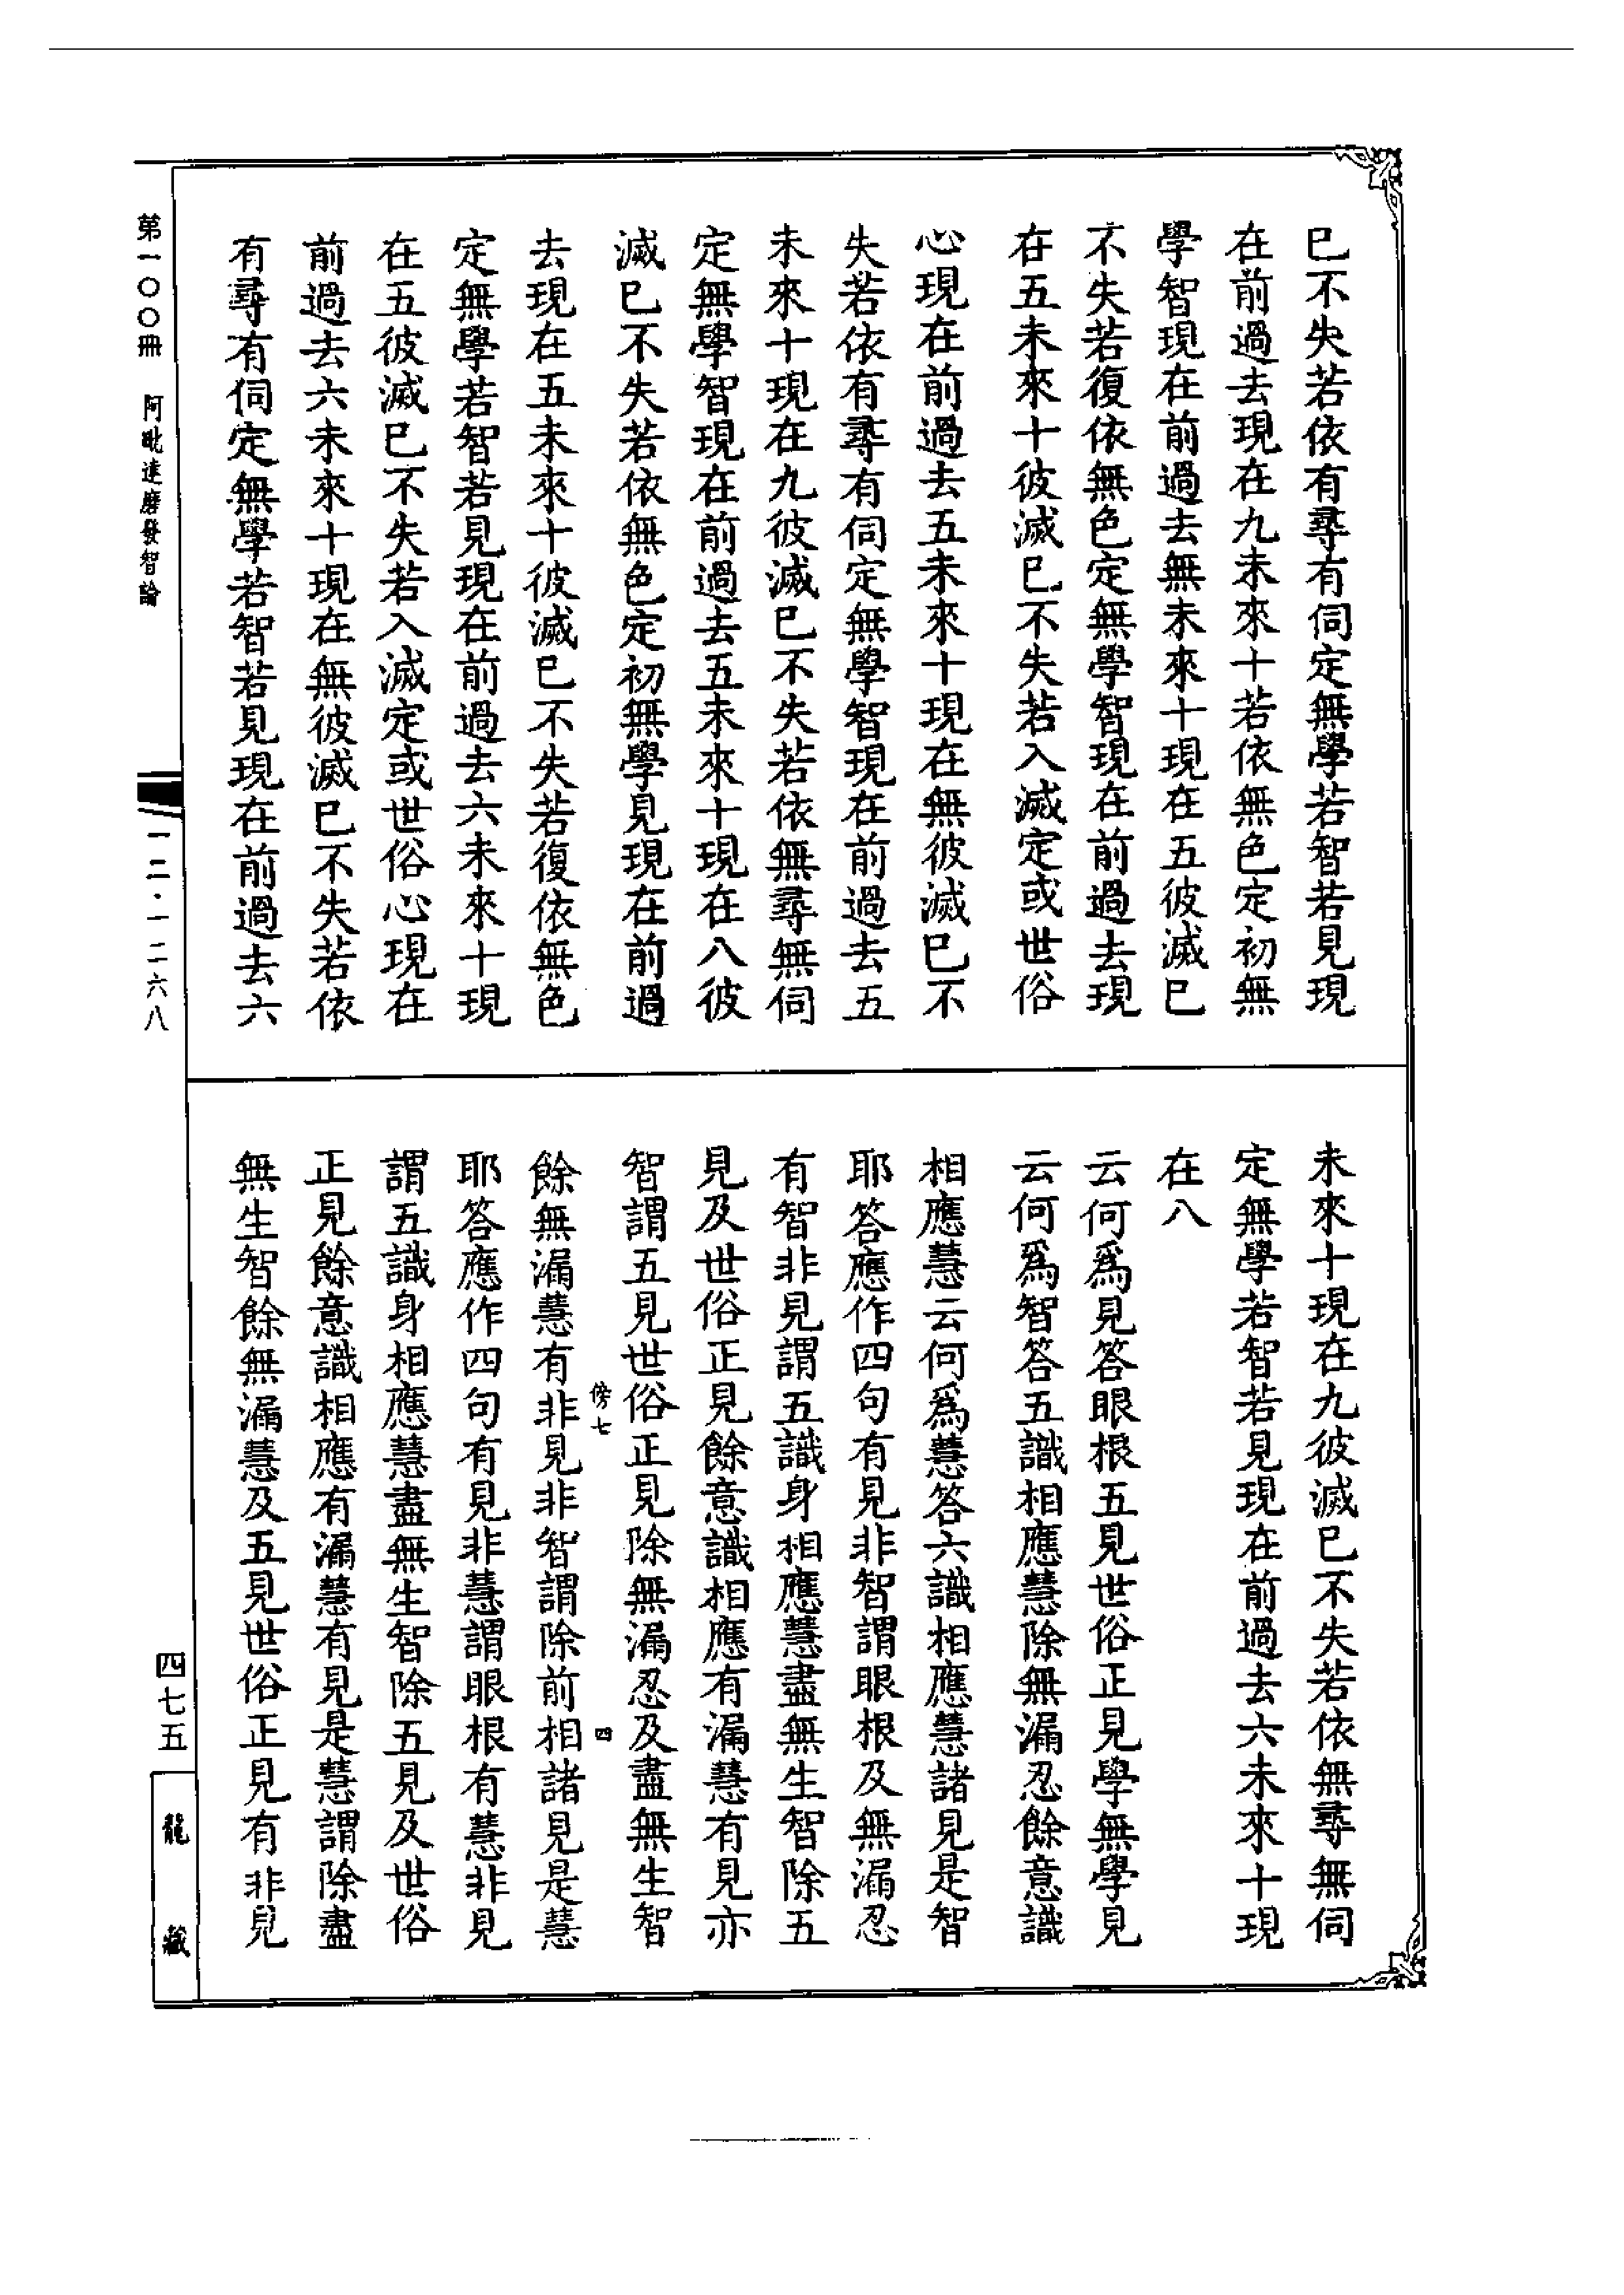 已不失若依有尋有伺定無學若智若見現
在前過去現在九未來十若依無色定初無
學智現在前過去無未來十現在五彼滅已
不失若復依無色定無學智現在前過去現
在五未來十彼滅已不失若入滅定或世俗
心現在前過去五未來十現在無彼滅已不
失若依有尋有伺定無學智現在前過去五
未來十現在九彼滅已不失若依無尋無伺
定無學智現在前過去五未來十現在八彼
滅已不失若依無色定初無學見現在前過
去現在五未來十彼滅已不失若復依無色
定無學若智若見現在前過去六未來十現
在五彼滅已不失若入滅定或世俗心現在
前過去六未來十現在無彼滅已不失若依
有尋有伺定無學若智若見現在前過去六
未來十現在九彼滅已不失若依無尋無伺
定無學若智若見現在前過去六未來十現
在八
云何爲見答眼根五見世俗正見學無學見
云何爲智答五識相應慧除無漏忍餘意識
相應慧云何爲慧答六識相應慧諸見是智
耶答應作四句有見非智謂眼根及無漏忍
有智非見謂五識身相應慧盡無生智除五
見及世俗正見餘意識相應有漏慧有見亦
智謂五見世俗正見除無漏忍及盡無生智
傍七 四
餘無漏慧有非見非智謂除前相諸見是慧
耶答應作四句有見非慧謂眼根有慧非見
謂五識身相應慧盡無生智除五見及世俗
正見餘意識相應有漏慧有見是慧謂除盡
無生智餘無漏慧及五見世俗正見有非見
第一〇〇冊 阿毗達磨發智論
一二·一二六八
四七五
龍藏